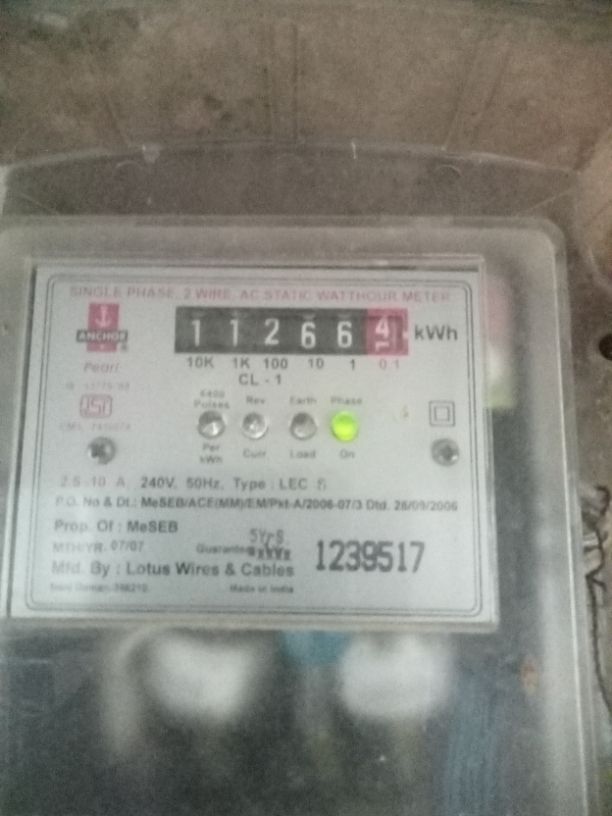 SINGLE PHASE, 2 WIRE, AC STATIC WATTHOUR METER
ANCHOR
Pearl
1 1 2 6 6 4 kWh
10K 1K 100 10 1 0.1
CL - 1
6400 Pulses Per kWh
Rev Curr.
Earth Load
Phase On
ISI
2.5 -10 A, 240V, 50Hz, Type : LEC 5
P.O. No & Dt.: MeSEB/ACE(MM)/EM/Pkt-A/2006-07/3 Dtd. 26/09/2006
Prop. Of : MeSEB
MTH/YR. 07/07
Guarantee 5Yrs
1239517
Mfd. By : Lotus Wires & Cables
Made in India